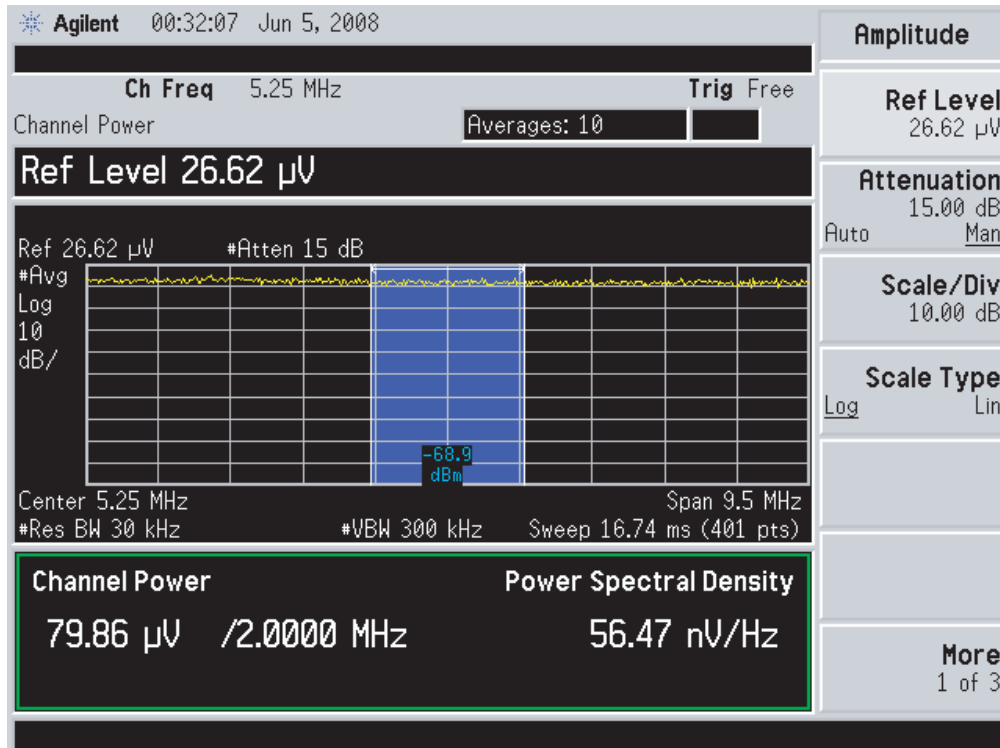 Agilent 00:32:07 Jun 5, 2008
Ch Freq 5.25 MHz Trig Free
Channel Power Averages: 10
Ref Level 26.62 µV
Ref 26.62 µV #Atten 15 dB
#Avg
Log
10
dB/
-68.9
dBm
Center 5.25 MHz Span 9.5 MHz
#Res BW 30 kHz #VBW 300 kHz Sweep 16.74 ms (401 pts)
Channel Power Power Spectral Density
79.86 µV /2.0000 MHz 56.47 nV/Hz
Amplitude
Ref Level
26.62 µV
Attenuation
15.00 dB
Auto Man
Scale/Div
10.00 dB
Scale Type
Log Lin
More
1 of 3